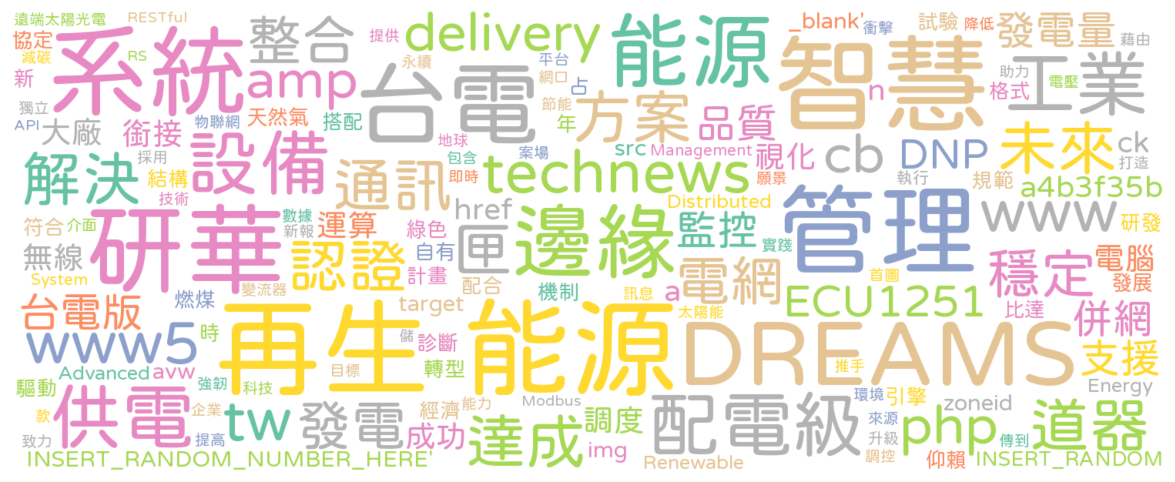 遠端太陽光電 RESTful 提供 delivery _blank' 衝擊 試驗 降低 發電量 藉由
協定 系統 整合 永續 能源 平台 智慧
減碳 RS amp 台電 網口 占 n 格式 助力 電壓 工業
新 獨立 天然氣 搭配 節能 年 方案 品質
API 大廠 銜接 物聯網 地球 src Management 視化 cb DNP 未來 ck
解決 採用 設備 通訊 包含 案場 technews 願景 執行 規範 打造
結構 技術 即時 Distributed a4b3f35b
符合 介面 研華 數據 運算 href 匣 邊緣 監控 管理 www 研發
無線 新報 認證 綠色 自有 實踐 穩定 電腦
System 計畫 配合 機制 電網 首圖 發展
台電版 燃煤 變流器 target 訊息 a 太陽能 ECU1251 比達 併網
www5 時 再生 能源 儲 診斷 DREAMS 支援
Advanced avw 目標 轉型 推手
驅動 強韌 科技 Modbus 環境 引擎 Energy
款 供電 tw 企業 發電 經濟 能力 達成 調度 配電級 來源 zoneid php 道器
致力 提高 成功 img 升級 傳到
INSERT_RANDOM_NUMBER_HERE' Renewable 調控 仰賴 INSERT_RANDOM